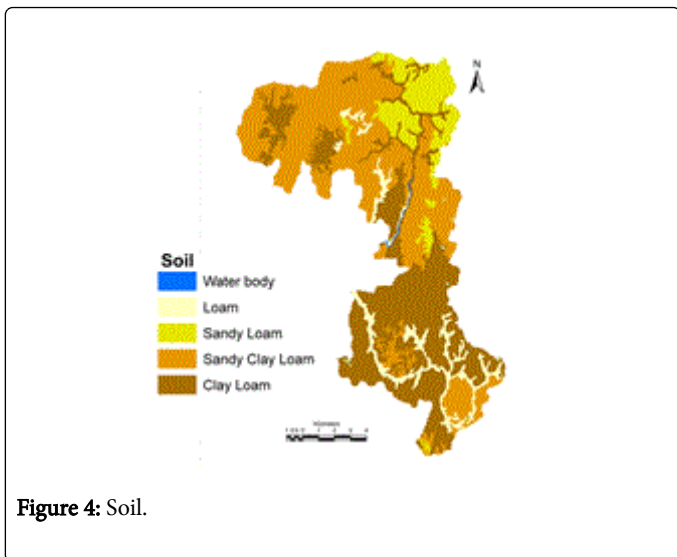 N
Soil
Water body
Loam
Sandy Loam
Sandy Clay Loam
Clay Loam
Figure 4: Soil.